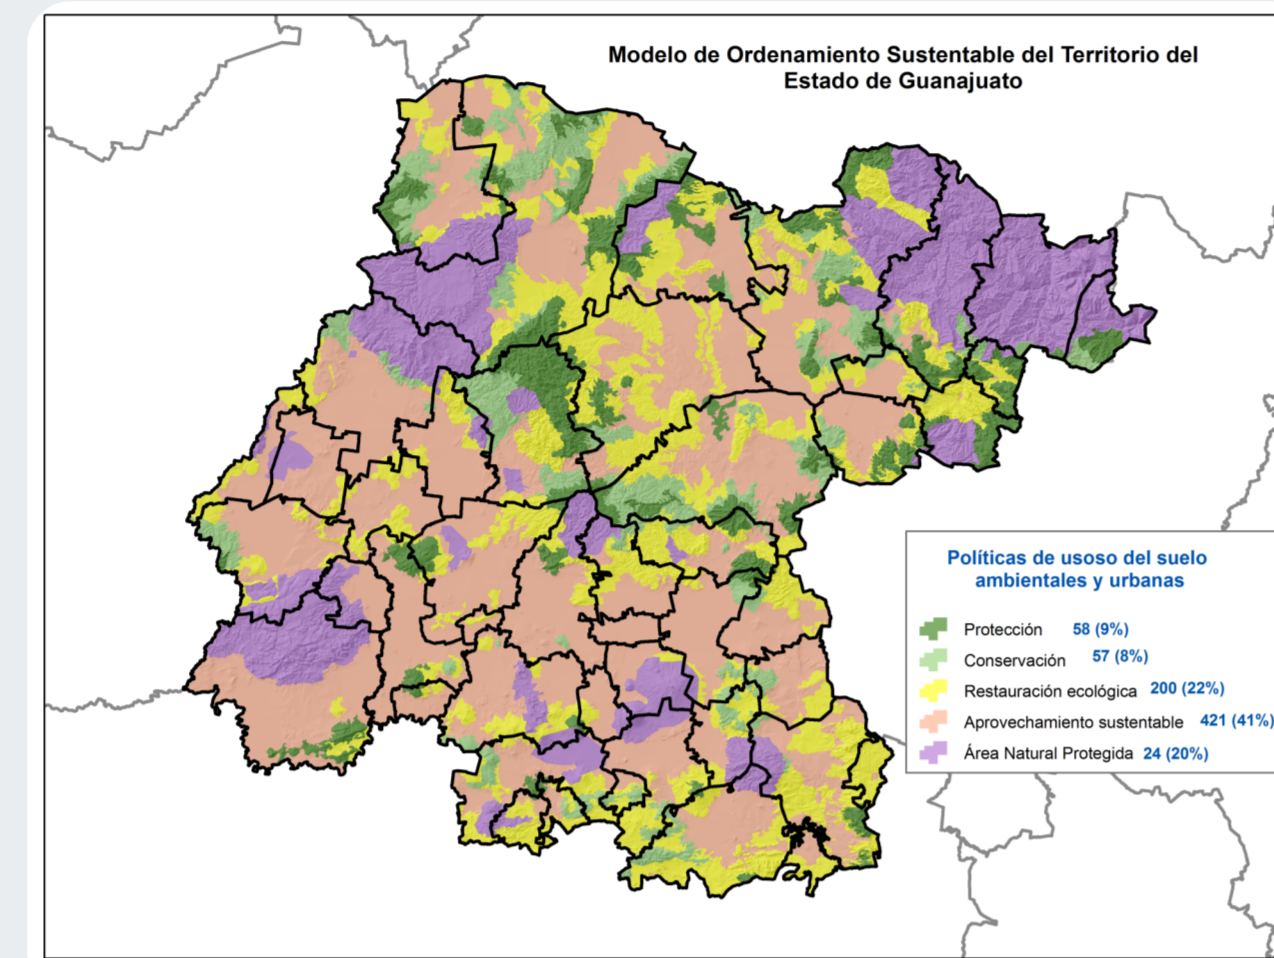 Modelo de Ordenamiento Sustentable del Territorio del
Estado de Guanajuato
Políticas de usoso del suelo
ambientales y urbanas
Protección 58 (9%)
Conservación 57 (8%)
Restauración ecológica 200 (22%)
Aprovechamiento sustentable 421 (41%)
Área Natural Protegida 24 (20%)